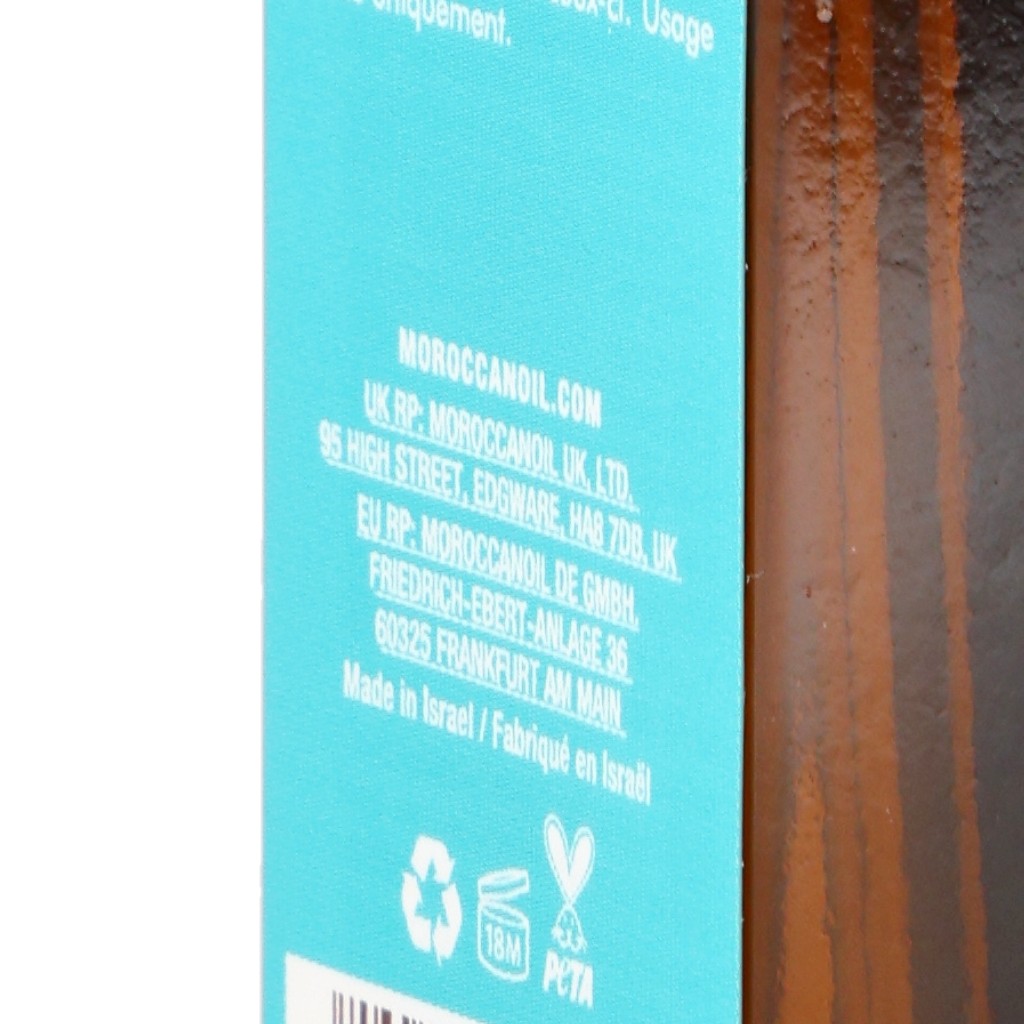 uniquement.
Usage
MOROCCANOIL.COM
UK RP: MOROCCANOIL UK, LTD.
95 HIGH STREET, EDGWARE, HA8 7DB, UK
EU RP: MOROCCANOIL DE GMBH,
FRIEDRICH-EBERT-ANLAGE 36
60325 FRANKFURT AM MAIN
Made in Israel / Fabriqué en Israël
18M
PETA